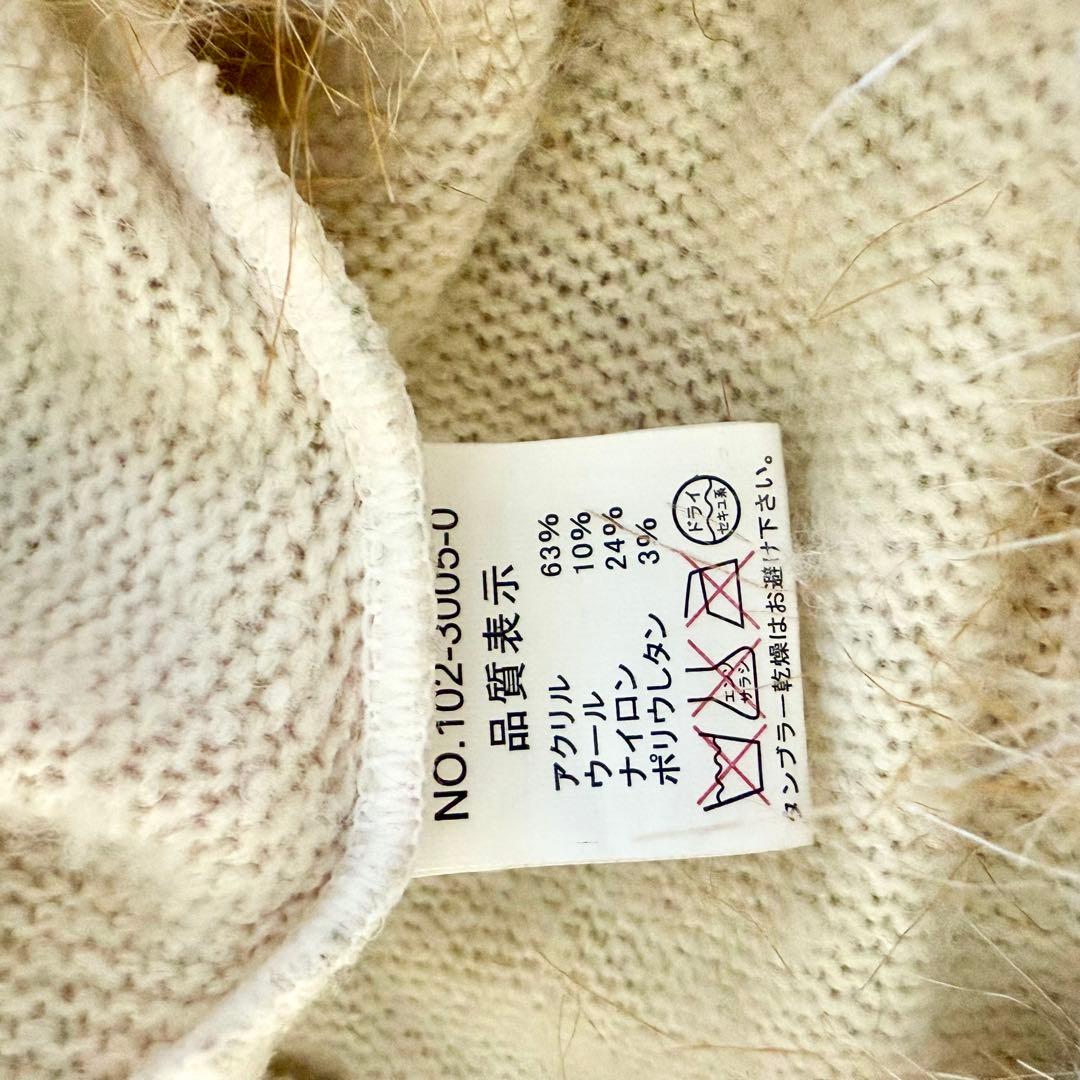 NO.102-3005-0
品質表示
アクリル 63%
ウール 10%
ナイロン 24%
ポリウレタン 3%
エンソ サラシ
ドライ
セキユ系
タンブラー乾燥はお避け下さい。